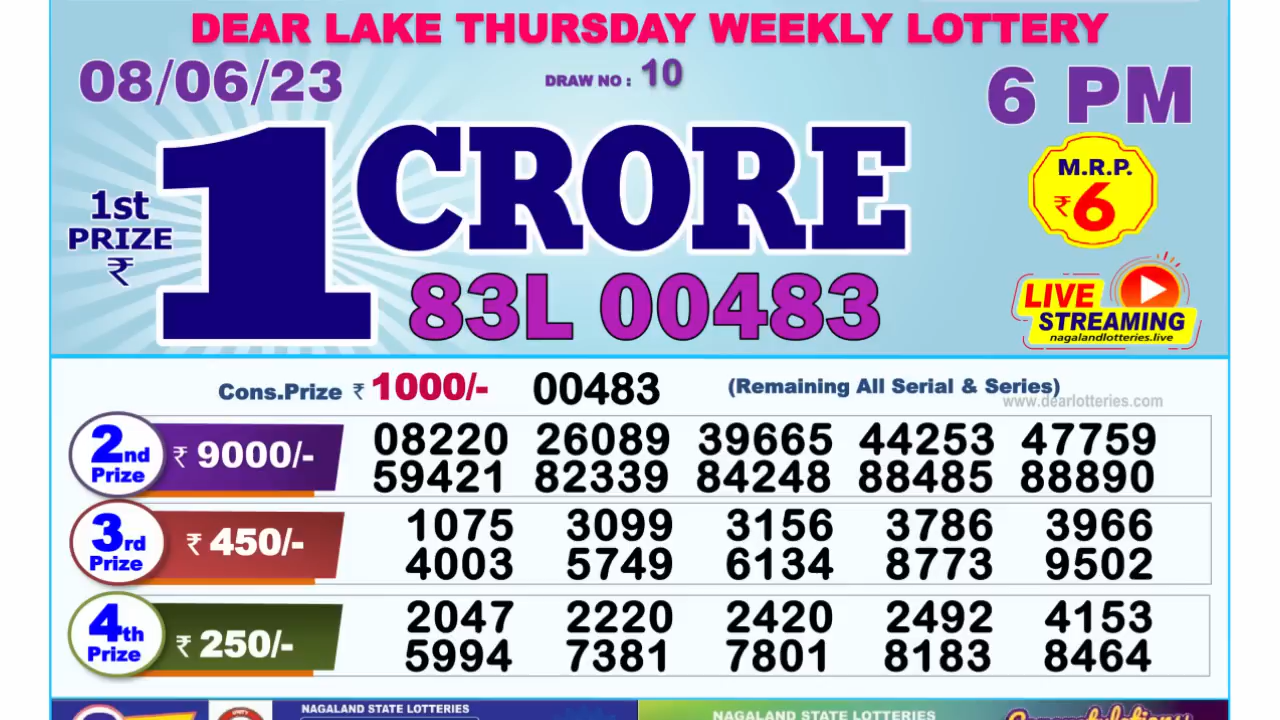 DEAR LAKE THURSDAY WEEKLY LOTTERY
08/06/23
DRAW NO : 10
6 PM
1st
PRIZE
₹
1 CRORE
83L 00483
M.R.P.
₹6
LIVE
STREAMING
nagalandlotteries.live
Cons.Prize ₹ 1000/- 00483 (Remaining All Serial & Series)
www.dearlotteries.com
2nd Prize ₹ 9000/-
08220 26089 39665 44253 47759
59421 82339 84248 88485 88890
3rd Prize ₹ 450/-
1075 3099 3156 3786 3966
4003 5749 6134 8773 9502
4th Prize ₹ 250/-
2047 2220 2420 2492 4153
5994 7381 7801 8183 8464
NAGALAND STATE LOTTERIES
NAGALAND STATE LOTTERIES